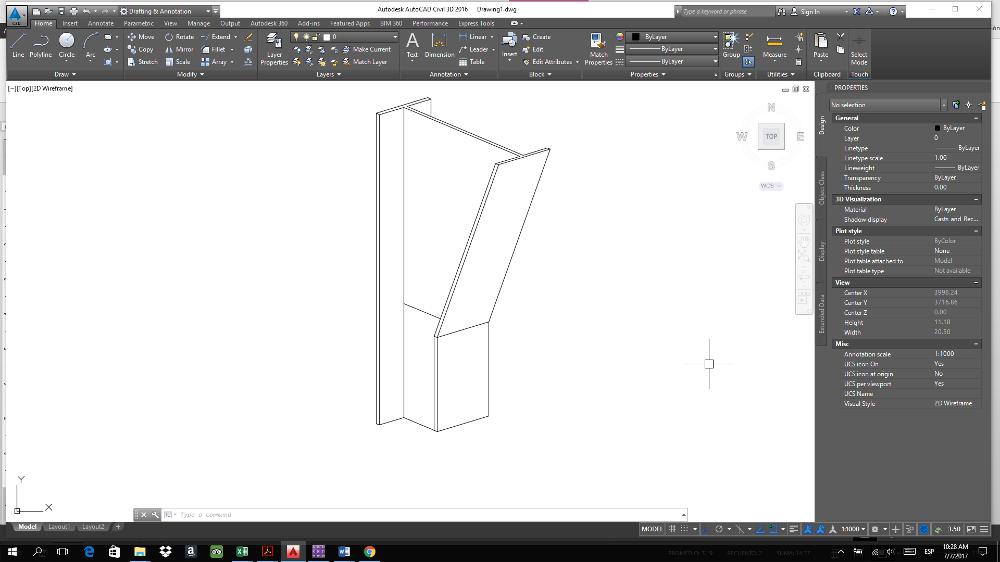 Drafting & Annotation
Autodesk AutoCAD Civil 3D 2016 Drawing1.dwg
Type a keyword or phrase
Sign In
C3D
Home Insert Annotate Parametric View Manage Output Autodesk 360 Add-ins Featured Apps BIM 360 Performance Express Tools
ión
Line Polyline Circle Arc
Move Rotate Extend
Copy Mirror Fillet
Stretch Scale Array
Layer Properties
0
Make Current
Match Layer
Text Dimension
Linear
Leader
Table
Insert
Create
Edit
Edit Attributes
Match Properties
ByLayer
ByLayer
ByLayer
Group
Measure
Paste
Select Mode
Draw Modify Layers Annotation Block Properties Groups Utilities Clipboard Touch
[−][Top][2D Wireframe]
N
W TOP E
S
WCS
Y
X
Type a command
Model Layout1 Layout2 +
PROPERTIES
No selection
Design
Object Class
Display
Extended Data
General
Color ByLayer
Layer 0
Linetype ByLayer
Linetype scale 1.00
Lineweight ByLayer
Transparency ByLayer
Thickness 0.00
3D Visualization
Material ByLayer
Shadow display Casts and Rec...
Plot style
Plot style ByColor
Plot style table None
Plot table attached to Model
Plot table type Not available
View
Center X 3998.24
Center Y 3716.86
Center Z 0.00
Height 11.18
Width 20.50
Misc
Annotation scale 1:1000
UCS icon On Yes
UCS icon at origin No
UCS per viewport Yes
UCS Name
Visual Style 2D Wireframe
MODEL 1:1000 3.50
PROMEDIO: 7.19 RECUENTO: 2 SUMA: 14.37
ESP
10:28 AM
7/7/2017